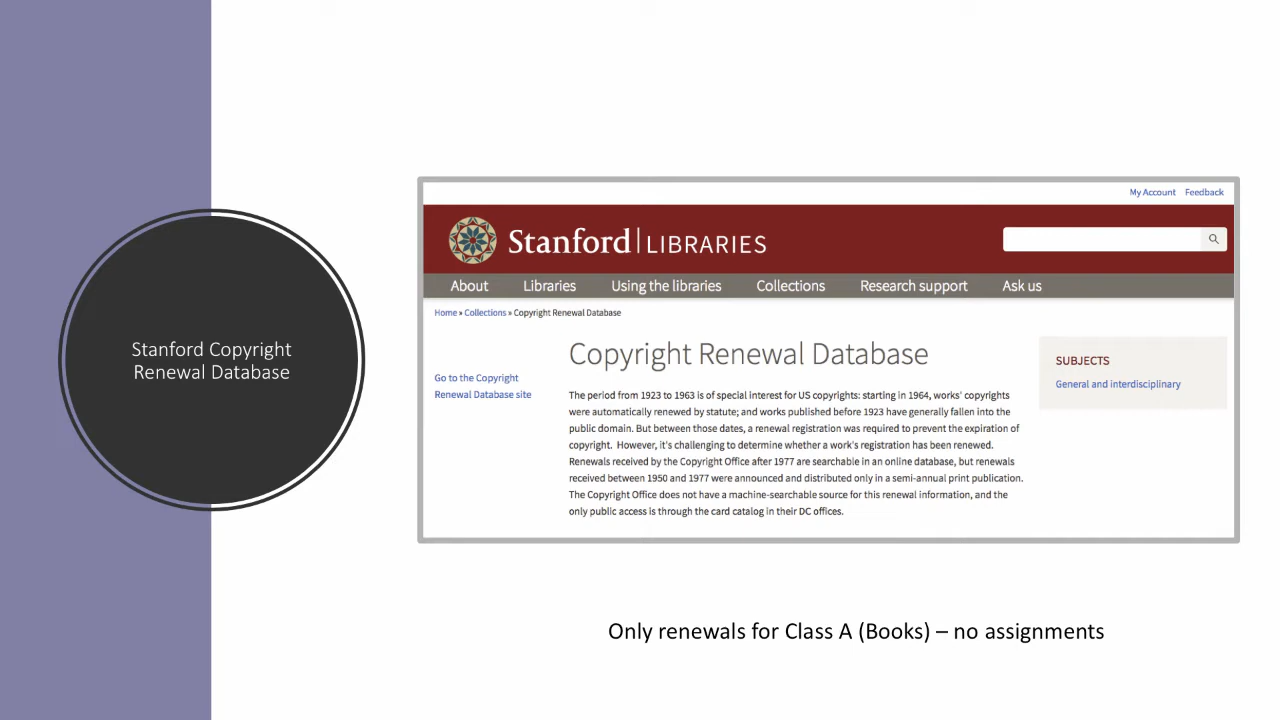 Stanford Copyright
Renewal Database
My Account Feedback
Stanford | LIBRARIES
About Libraries Using the libraries Collections Research support Ask us
Home » Collections » Copyright Renewal Database
Go to the Copyright
Renewal Database site
Copyright Renewal Database
The period from 1923 to 1963 is of special interest for US copyrights: starting in 1964, works' copyrights
were automatically renewed by statute; and works published before 1923 have generally fallen into the
public domain. But between those dates, a renewal registration was required to prevent the expiration of
copyright. However, it's challenging to determine whether a work's registration has been renewed.
Renewals received by the Copyright Office after 1977 are searchable in an online database, but renewals
received between 1950 and 1977 were announced and distributed only in a semi-annual print publication.
The Copyright Office does not have a machine-searchable source for this renewal information, and the
only public access is through the card catalog in their DC offices.
SUBJECTS
General and interdisciplinary
Only renewals for Class A (Books) – no assignments